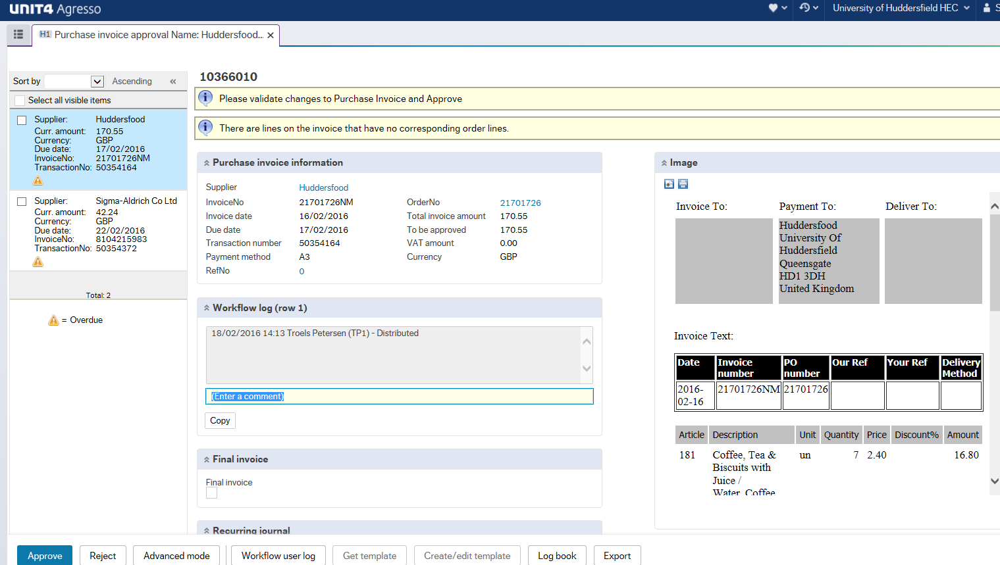 UNIT4 Agresso
University of Huddersfield HEC
S
H1 Purchase invoice approval Name: Huddersfood... ×
Sort by
Ascending «
Select all visible items
Supplier: Huddersfood
Curr. amount: 170.55
Currency: GBP
Due date: 17/02/2016
InvoiceNo: 21701726NM
TransactionNo: 50354164
Supplier: Sigma-Aldrich Co Ltd
Curr. amount: 42.24
Currency: GBP
Due date: 22/02/2016
InvoiceNo: 8104215983
TransactionNo: 50354372
Total: 2
= Overdue
10366010
Please validate changes to Purchase Invoice and Approve
There are lines on the invoice that have no corresponding order lines.
Purchase invoice information
Supplier Huddersfood
InvoiceNo 21701726NM OrderNo 21701726
Invoice date 16/02/2016 Total invoice amount 170.55
Due date 17/02/2016 To be approved 170.55
Transaction number 50354164 VAT amount 0.00
Payment method A3 Currency GBP
RefNo 0
Workflow log (row 1)
18/02/2016 14:13 Troels Petersen (TP1) - Distributed
(Enter a comment)
Copy
Final invoice
Final invoice
Recurring journal
Image
Invoice To: Payment To: Deliver To:
Huddersfood
University Of
Huddersfield
Queensgate
HD1 3DH
United Kingdom
Invoice Text:
Date Invoice number PO number Our Ref Your Ref Delivery Method
2016-02-16 21701726NM 21701726
Article Description Unit Quantity Price Discount% Amount
181 Coffee, Tea & un 7 2.40 16.80
Biscuits with
Juice /
Water, Coffee
Approve Reject Advanced mode Workflow user log Get template Create/edit template Log book Export